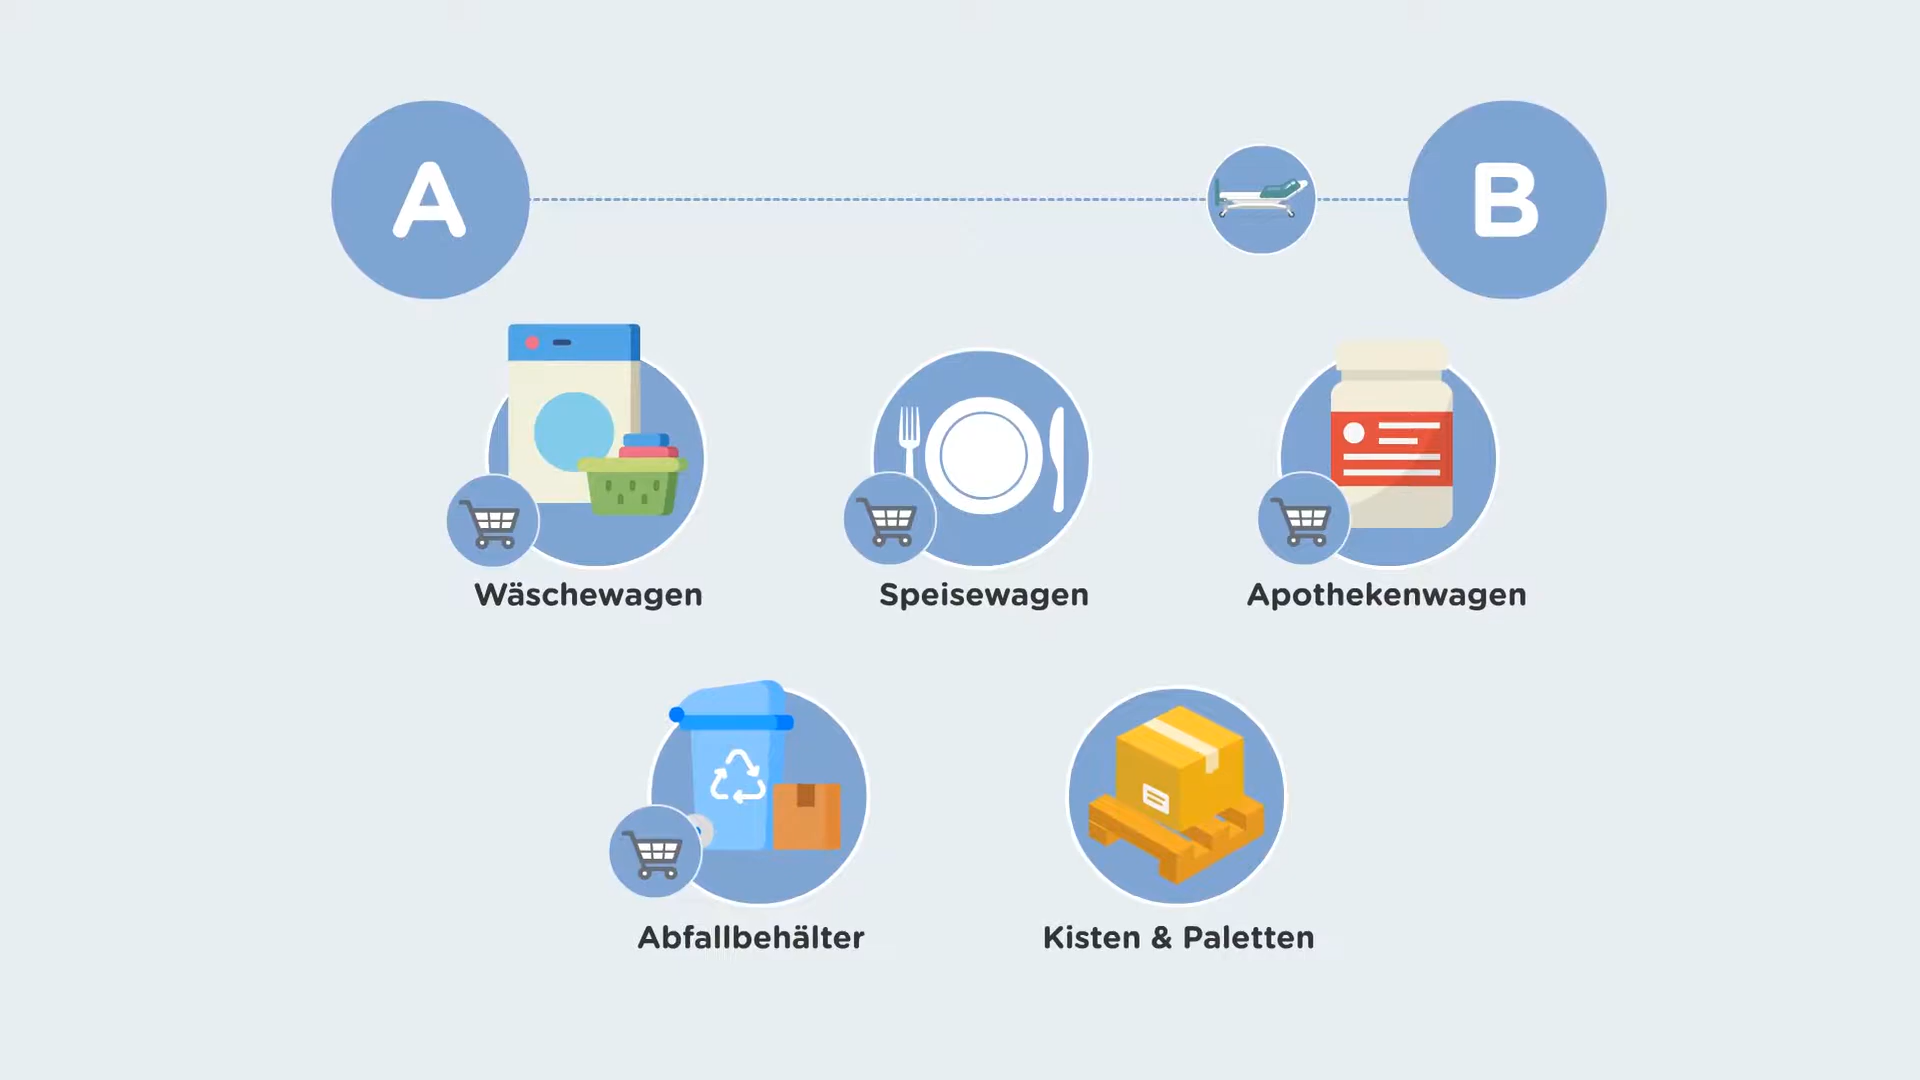 A
B
Wäschewagen
Speisewagen
Apothekenwagen
Abfallbehälter
Kisten & Paletten